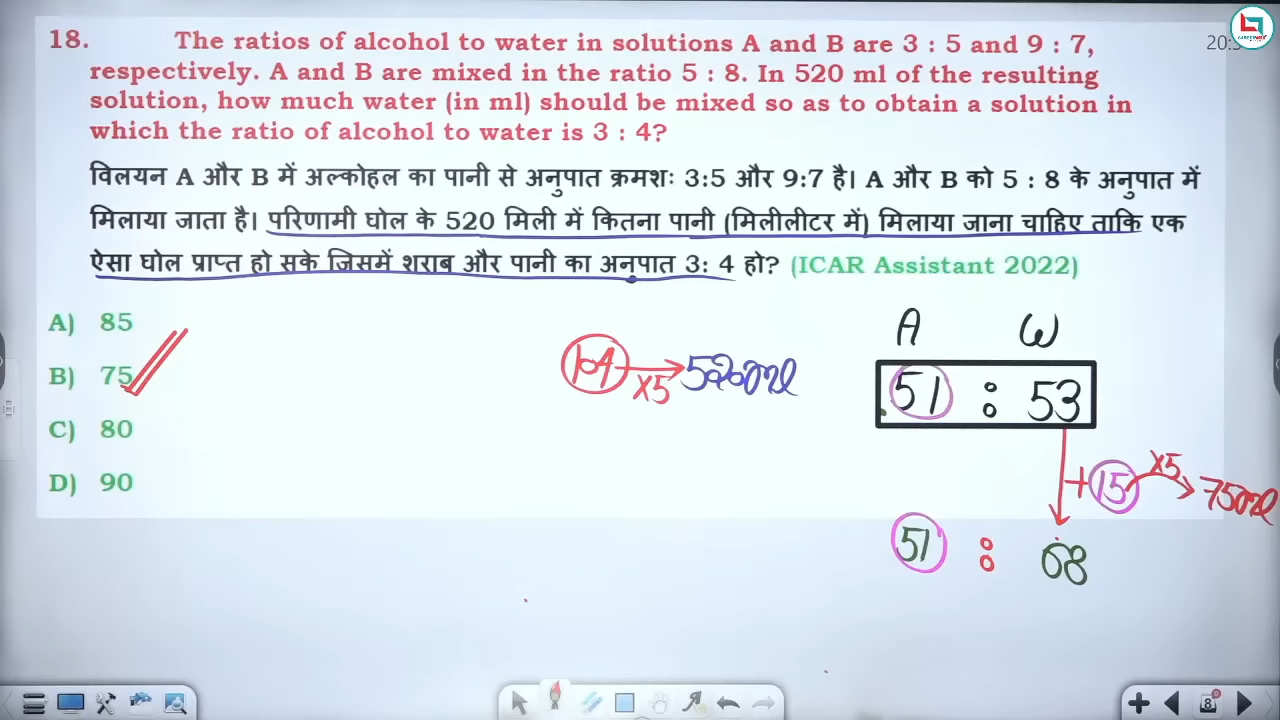 18. The ratios of alcohol to water in solutions A and B are 3 : 5 and 9 : 7,
respectively. A and B are mixed in the ratio 5 : 8. In 520 ml of the resulting
solution, how much water (in ml) should be mixed so as to obtain a solution in
which the ratio of alcohol to water is 3 : 4?
विलयन A और B में अल्कोहल का पानी से अनुपात क्रमशः 3:5 और 9:7 है। A और B को 5 : 8 के अनुपात में
मिलाया जाता है। परिणामी घोल के 520 मिली में कितना पानी (मिलीलीटर में) मिलाया जाना चाहिए ताकि एक
ऐसा घोल प्राप्त हो सके जिसमें शराब और पानी का अनुपात 3: 4 हो? (ICAR Assistant 2022)
A) 85
B) 75
C) 80
D) 90
A W
104 ×5 520ml
51 : 53
+15 ×5 75ml
51 : 68
8